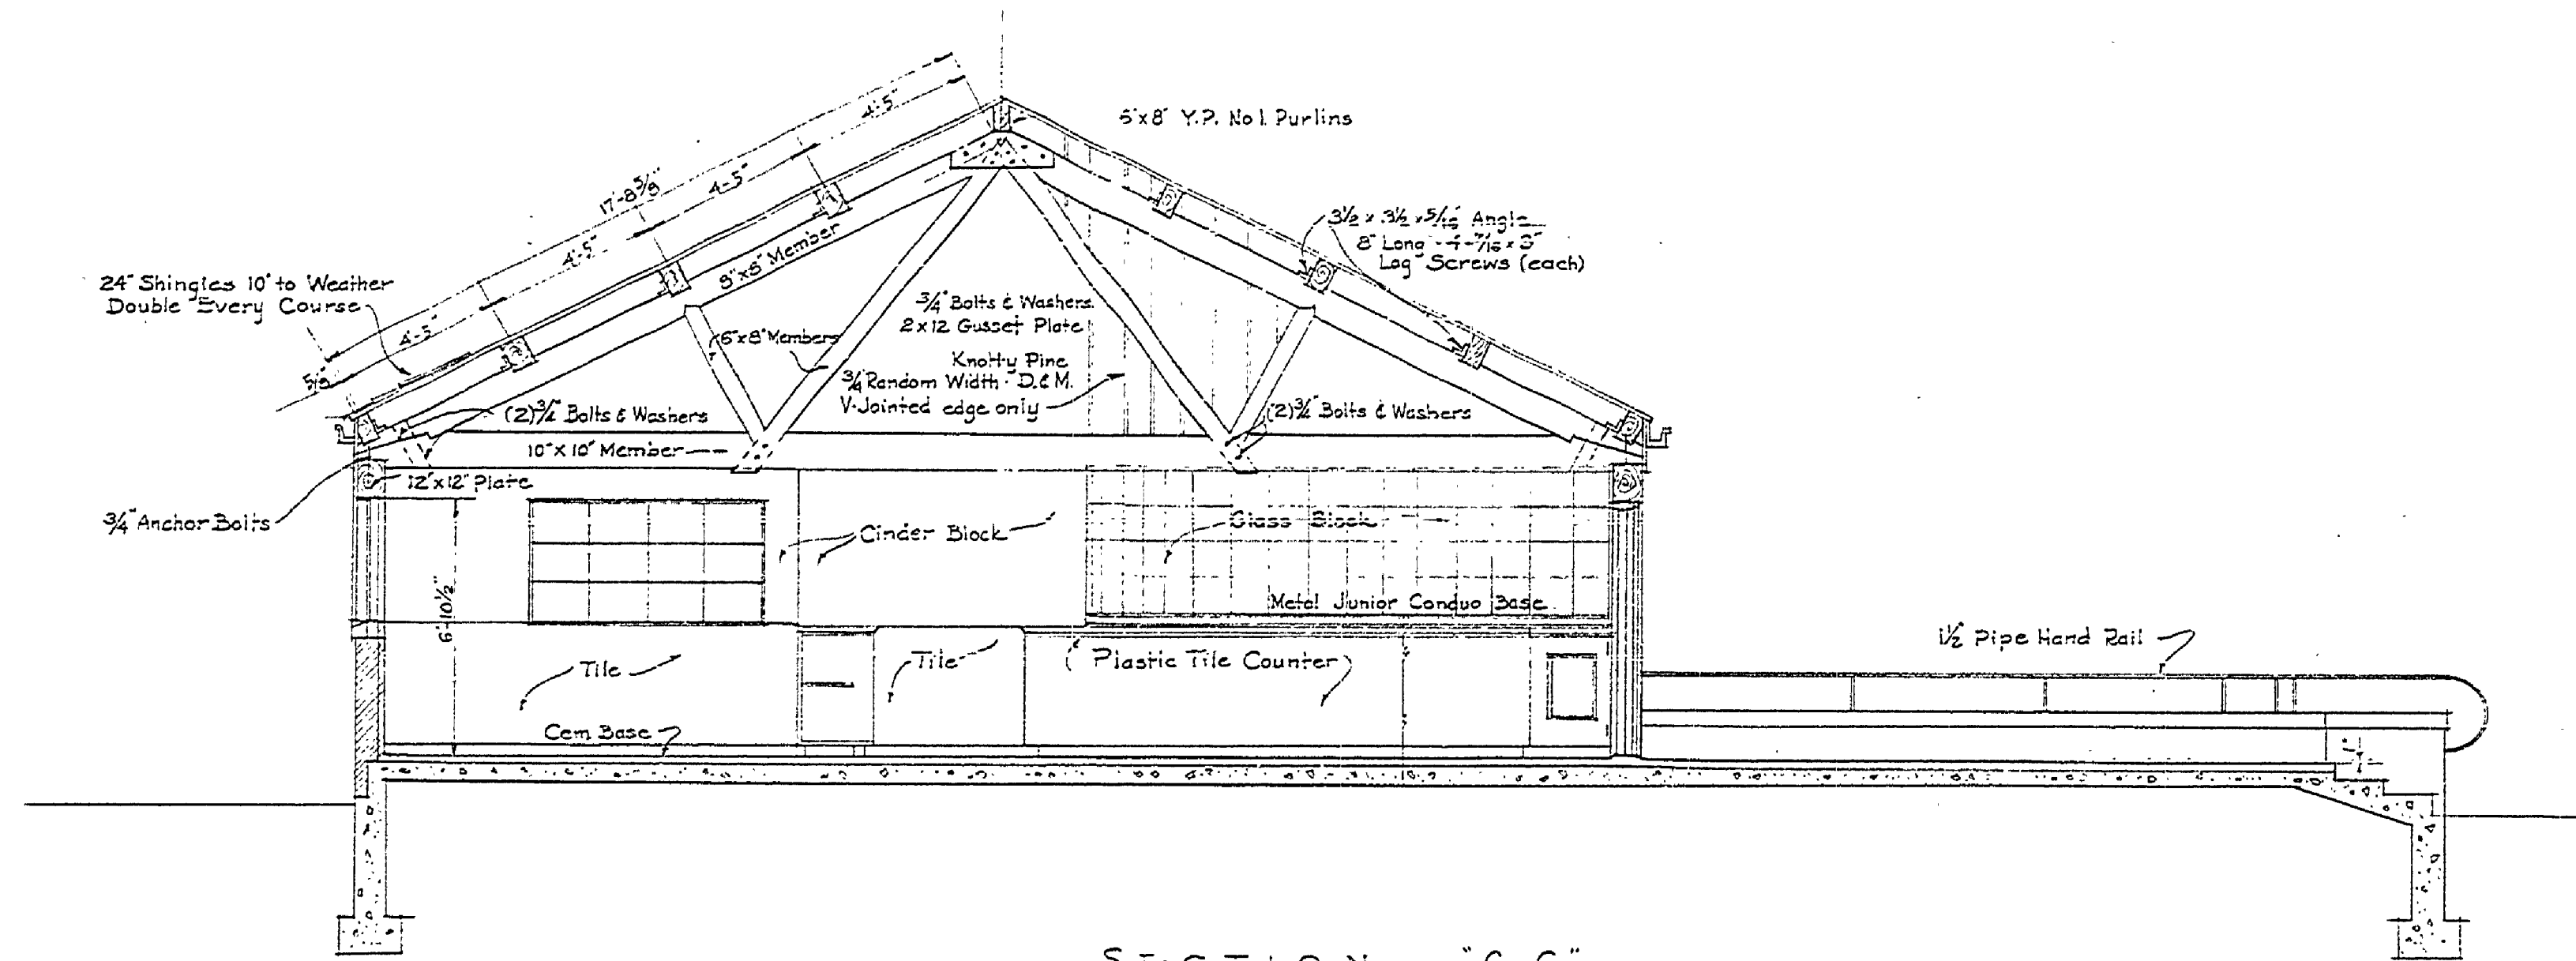 4'-5"
17'-8 5/8"
4'-5"
4'-5"
4'-5"
6"x8" Y.P. No 1. Purlins
3 1/2 x 3 1/2 x 5/16 Angle
8" Long - 4 - 7/16 x 3"
Lag Screws (each)
8"x8" Member
24" Shingles 10" to Weather
Double Every Course
6"x8" Members
3/4" Bolts & Washers
2x12 Gusset Plate
Knotty Pine
3/4 Random Width · D.&M.
V-Jointed edge only
(2) 3/4" Bolts & Washers
(2) 3/4" Bolts & Washers
10"x10" Member
12"x12" Plate
3/4" Anchor Bolts
Cinder Block
Glass Block
6'-10 1/2"
Metal Junior Conduo Base
Tile
Tile
Plastic Tile Counter
1 1/2" Pipe Hand Rail
Cem Base
SECTION "C-C"